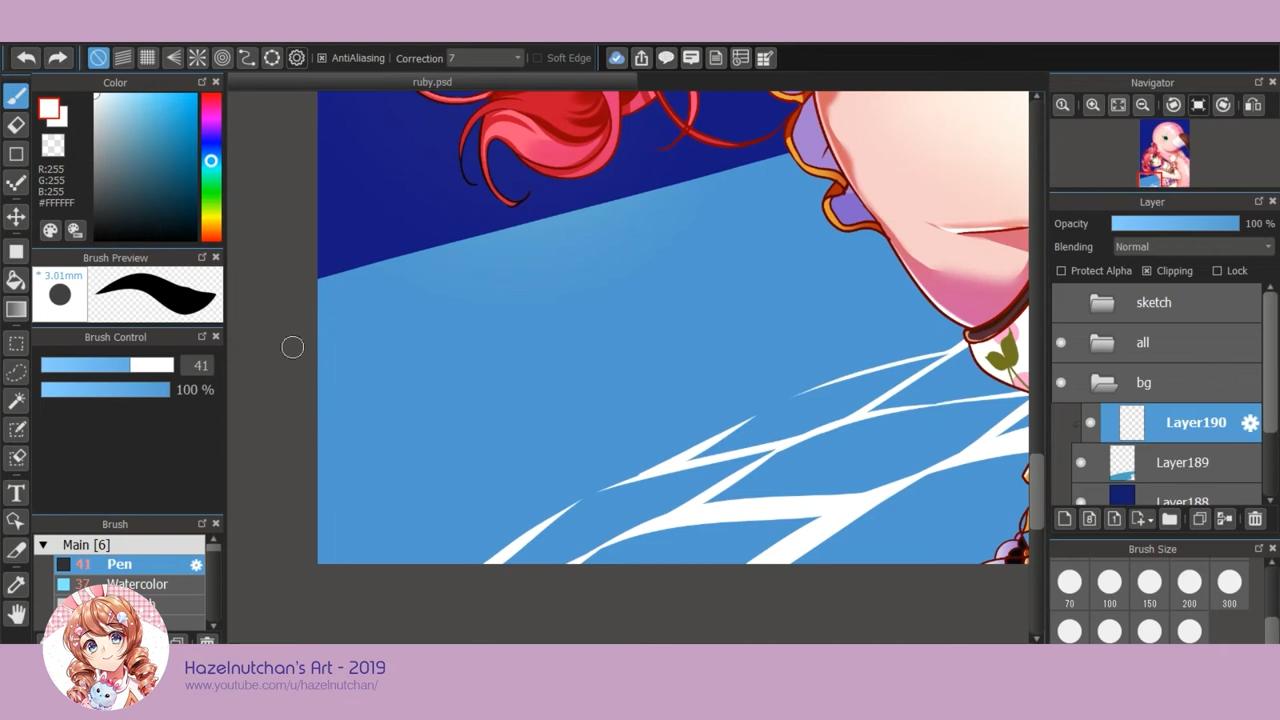 AntiAliasing Correction 7 Soft Edge
Color
ruby.psd
Navigator
R:255
G:255
B:255
#FFFFFF
Brush Preview
* 3.01mm
Brush Control
41
100 %
Brush
Main [6]
41 Pen
37 Watercolor
Layer
Opacity 100 %
Blending Normal
Protect Alpha Clipping Lock
sketch
all
bg
Layer190
Layer189
Layer188
Brush Size
70 100 150 200 300
Hazelnutchan's Art - 2019
www.youtube.com/u/hazelnutchan/